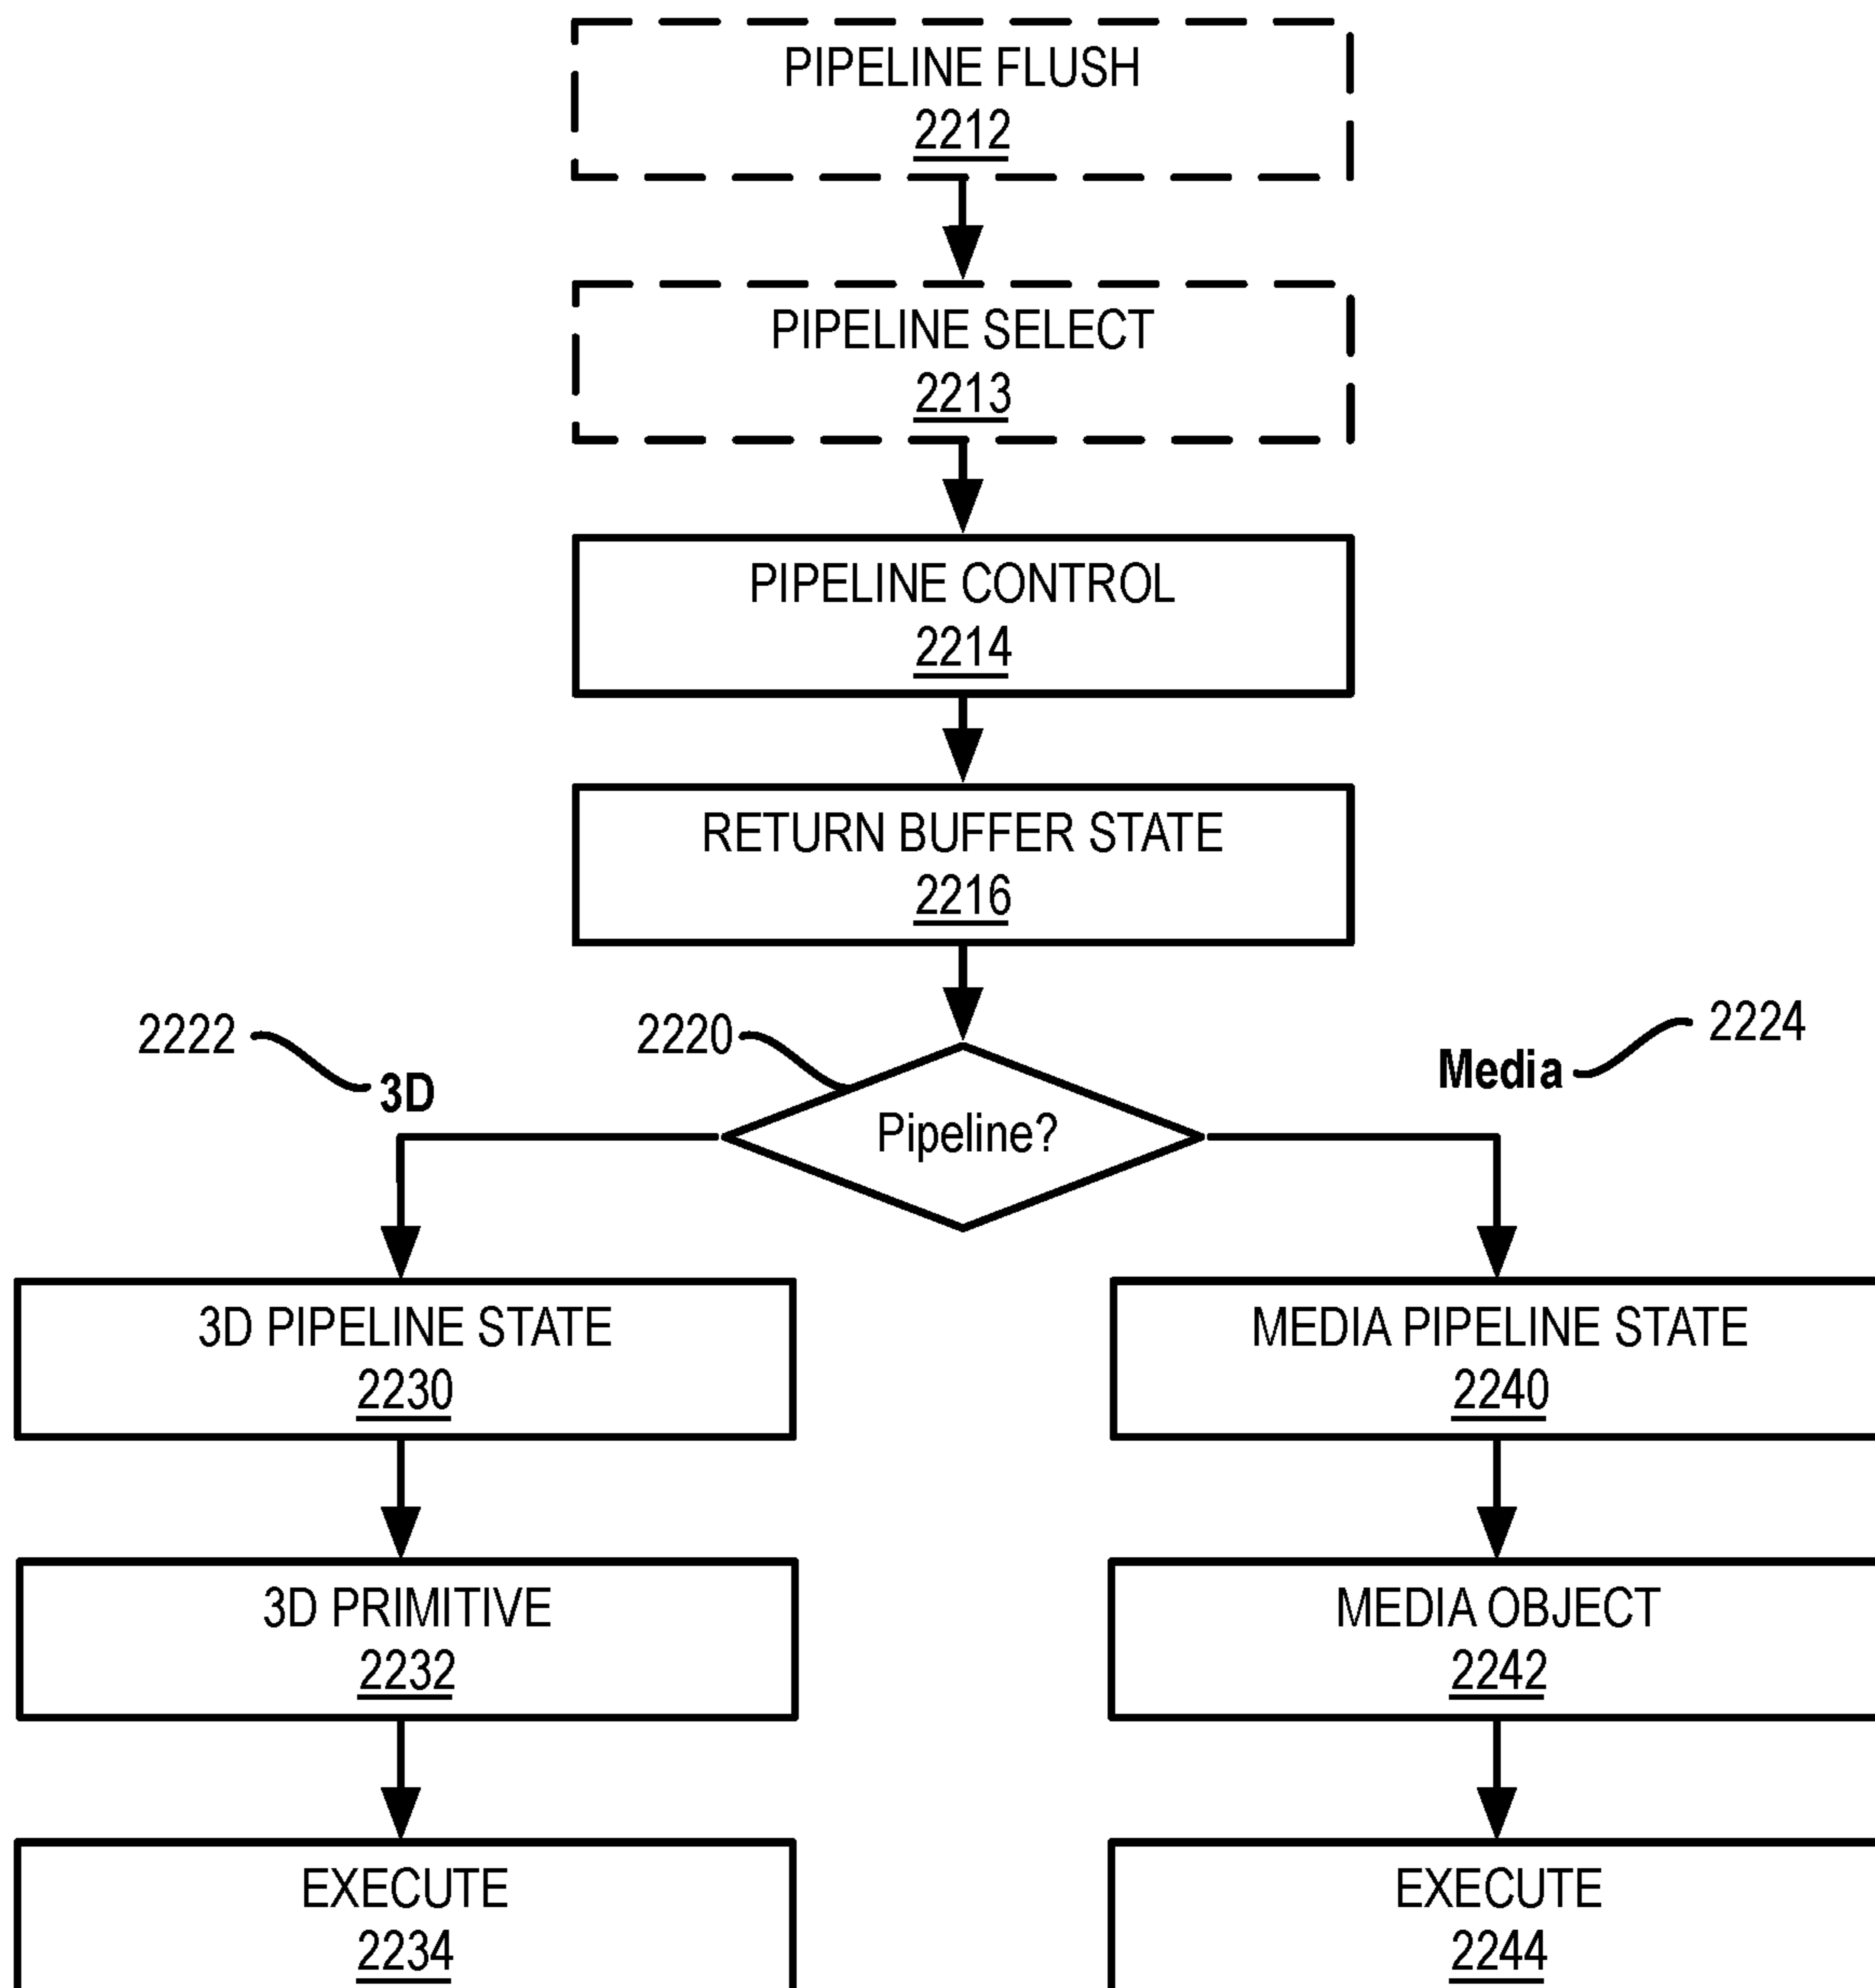 PIPELINE FLUSH
2212
PIPELINE SELECT
2213
PIPELINE CONTROL
2214
RETURN BUFFER STATE
2216
2222
3D
2220
Pipeline?
Media
2224
3D PIPELINE STATE
2230
MEDIA PIPELINE STATE
2240
3D PRIMITIVE
2232
MEDIA OBJECT
2242
EXECUTE
2234
EXECUTE
2244